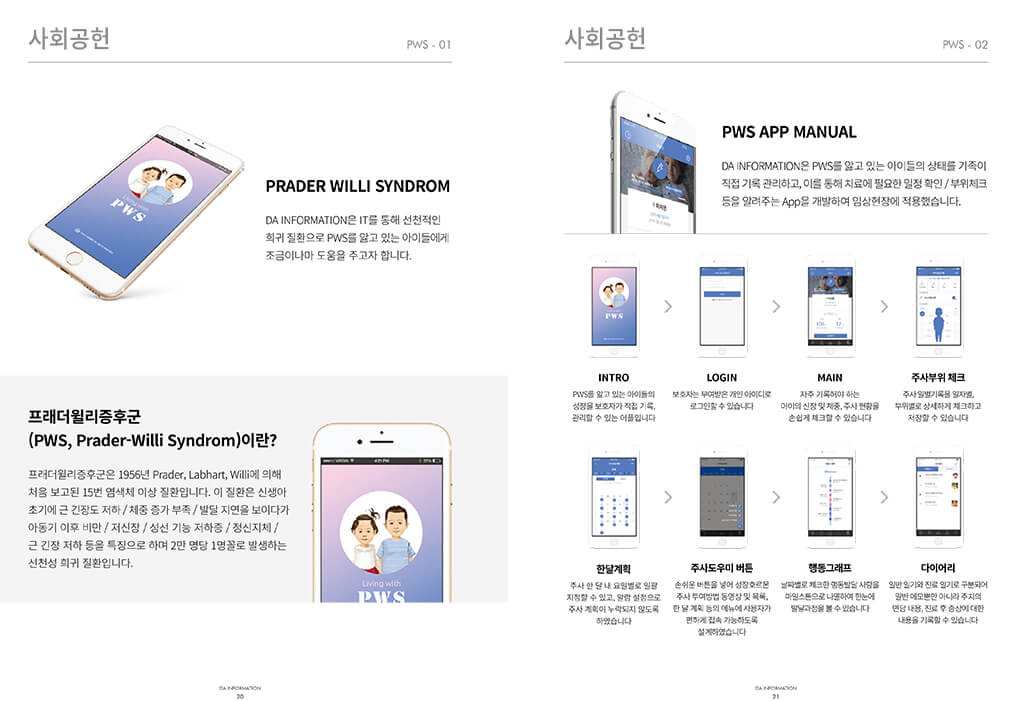 사회공헌
PWS - 01
PRADER WILLI SYNDROM
DA INFORMATION은 IT를 통해 선천적인
희귀 질환으로 PWS를 앓고 있는 아이들에게
조금이나마 도움을 주고자 합니다.
Living with
PWS
프래더윌리증후군
(PWS, Prader-Willi Syndrom)이란?
프래더윌리증후군은 1956년 Prader, Labhart, Willi에 의해
처음 보고된 15번 염색체 이상 질환입니다. 이 질환은 신생아
초기에 근 긴장도 저하 / 체중 증가 부족 / 발달 지연을 보이다가
아동기 이후 비만 / 저신장 / 성선 기능 저하증 / 정신지체 /
근 긴장 저하 등을 특징으로 하며 2만 명당 1명꼴로 발생하는
선천성 희귀 질환입니다.
4:21 PM
Living with
PWS
DA INFORMATION
20
사회공헌
PWS - 02
PWS APP MANUAL
DA INFORMATION은 PWS를 앓고 있는 아이들의 상태를 가족이
직접 기록 관리하고, 이를 통해 치료에 필요한 일정 확인 / 부위체크
등을 알려주는 App을 개발하여 임상현장에 적용했습니다.
PWS
INTRO
PWS를 앓고 있는 아이들의
성장을 보호자가 직접 기록,
관리할 수 있는 어플입니다
LOGIN
보호자는 부여받은 개인 아이디로
로그인할 수 있습니다
MAIN
자주 기록해야 하는
아이의 신장 및 체중, 주사 현황을
손쉽게 체크할 수 있습니다
주사부위 체크
주사 일별기록을 일자별,
부위별로 상세하게 체크하고
저장할 수 있습니다
한달계획
주사 한 달 내 요일별로 일괄
지정할 수 있고, 알람 설정으로
주사 계획이 누락되지 않도록
하였습니다
주사도우미 버튼
손쉬운 버튼을 넣어 성장호르몬
주사 투여방법 동영상 및 목록,
한 달 계획 등의 메뉴에 사용자가
편하게 접속 가능하도록
설계하였습니다
행동그래프
날짜별로 체크한 행동발달 사항을
마일스톤으로 나열하여 한눈에
발달과정을 볼 수 있습니다
다이어리
일반 일기와 진료 일기로 구분되어
일반 메모뿐만 아니라 주치의
면담 내용, 진료 후 증상에 대한
내용을 기록할 수 있습니다
DA INFORMATION
21